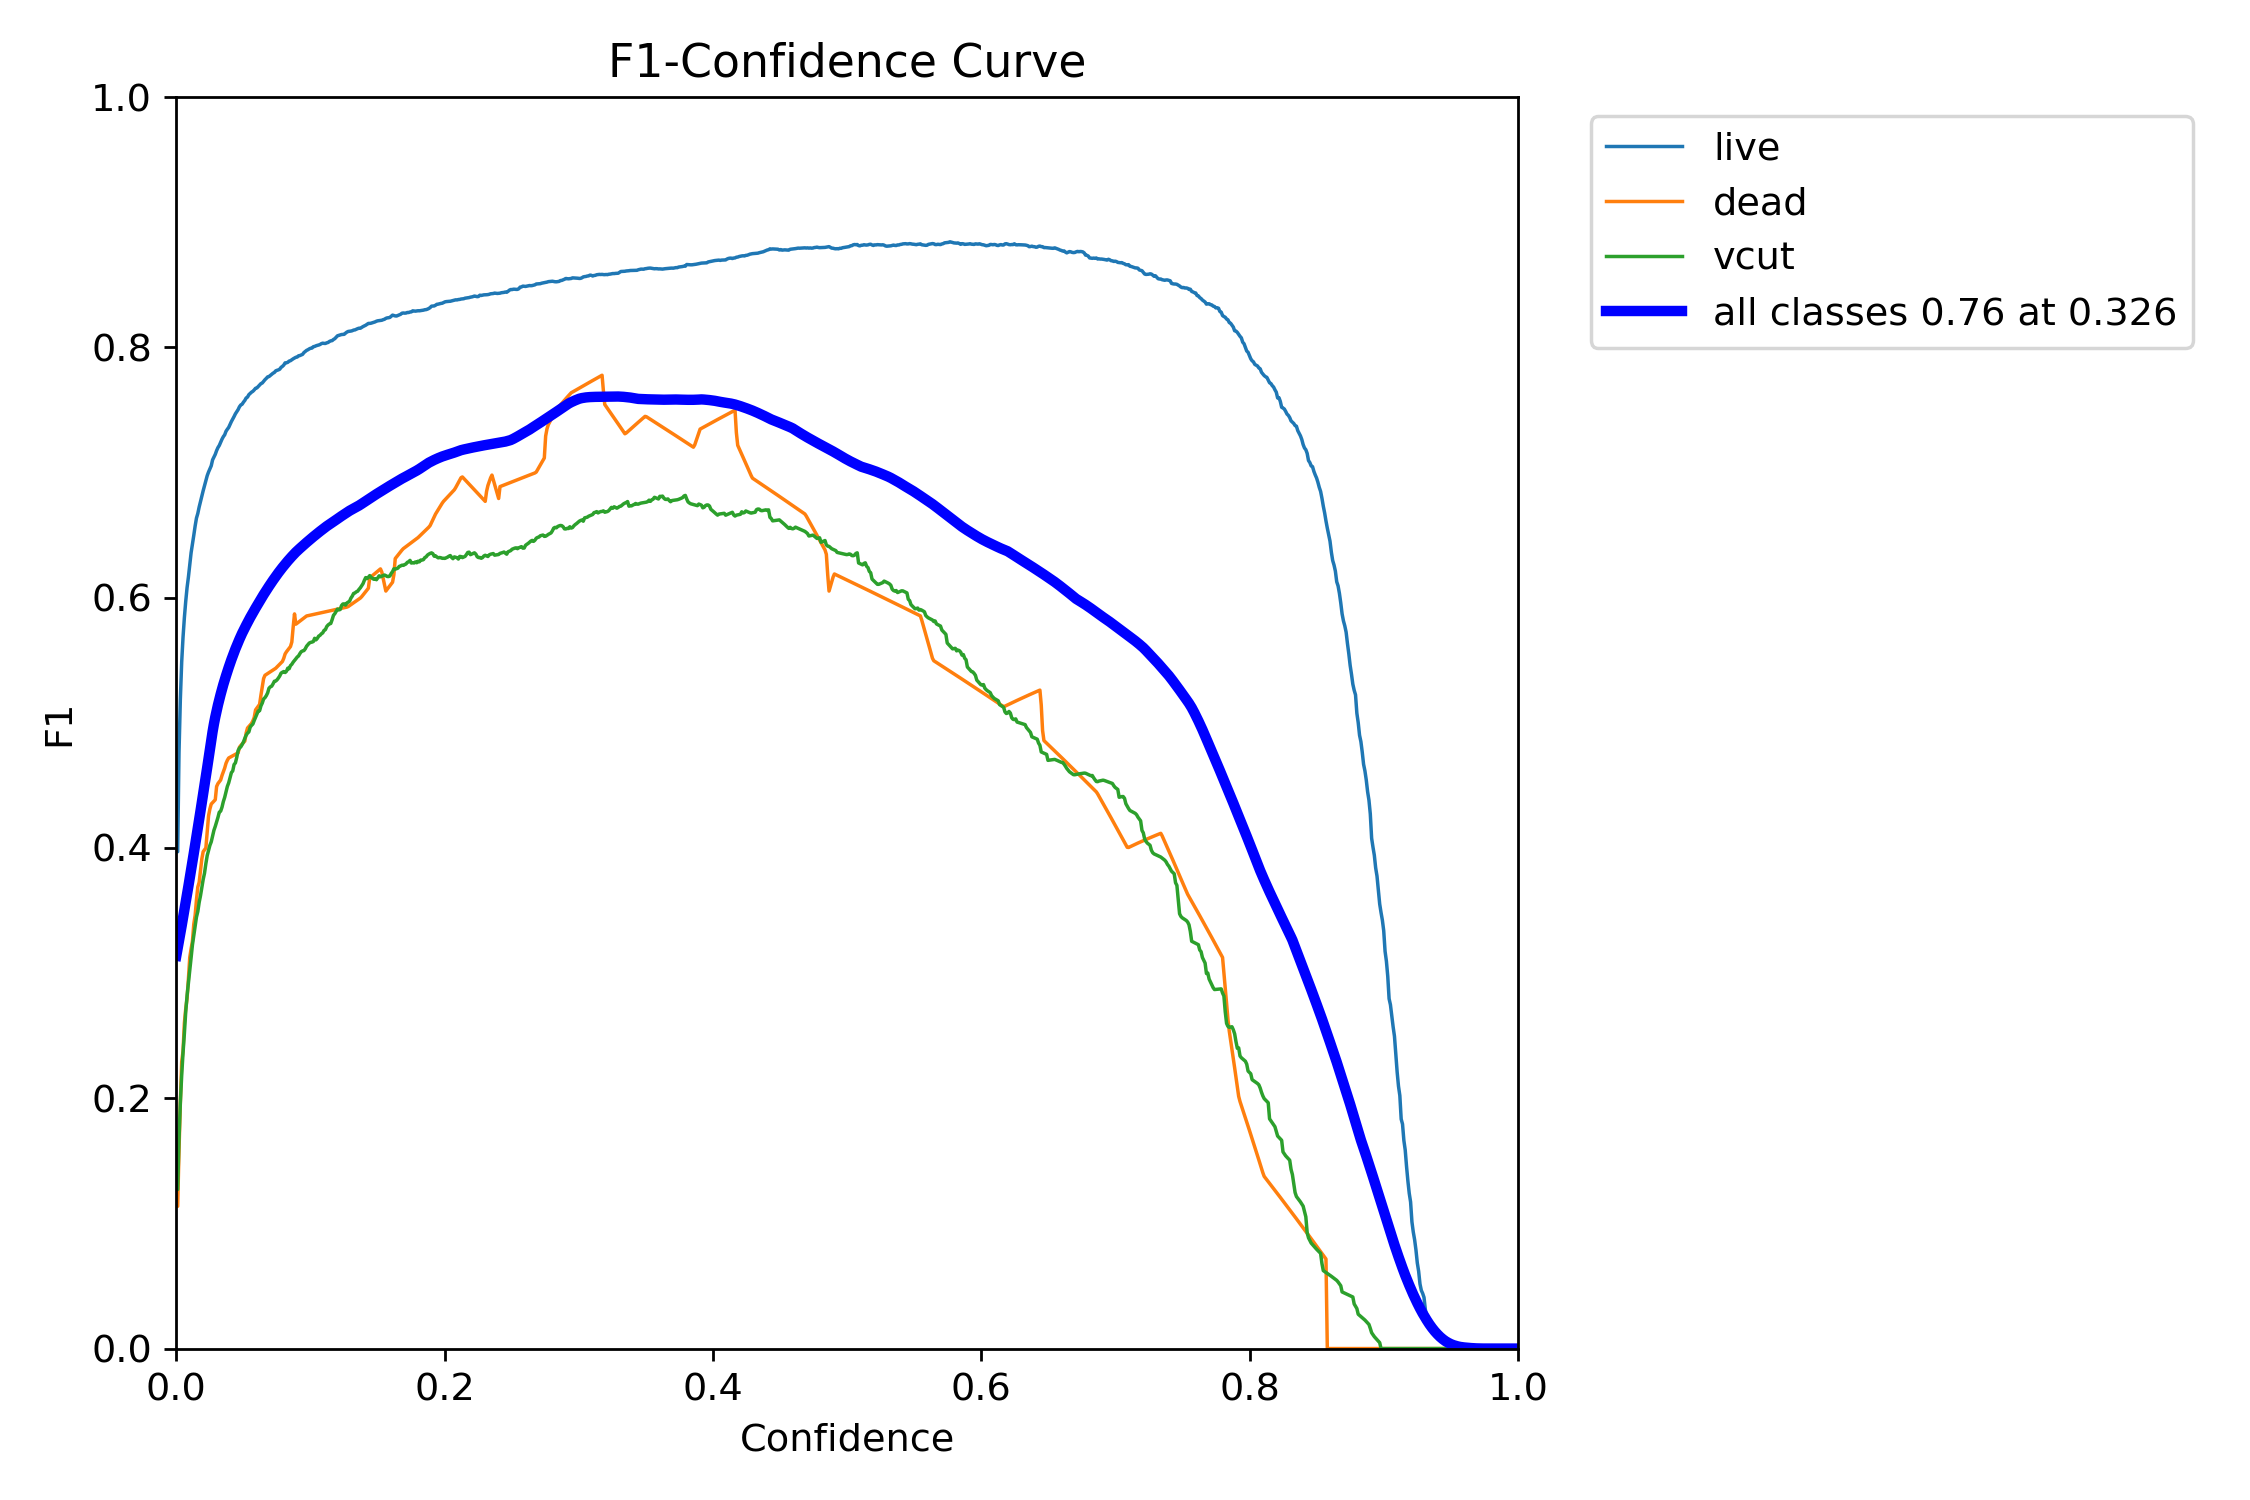 F1-Confidence Curve
1.0
0.8
0.6
0.4
0.2
0.0
F1
0.0 0.2 0.4 0.6 0.8 1.0
Confidence
live
dead
vcut
all classes 0.76 at 0.326